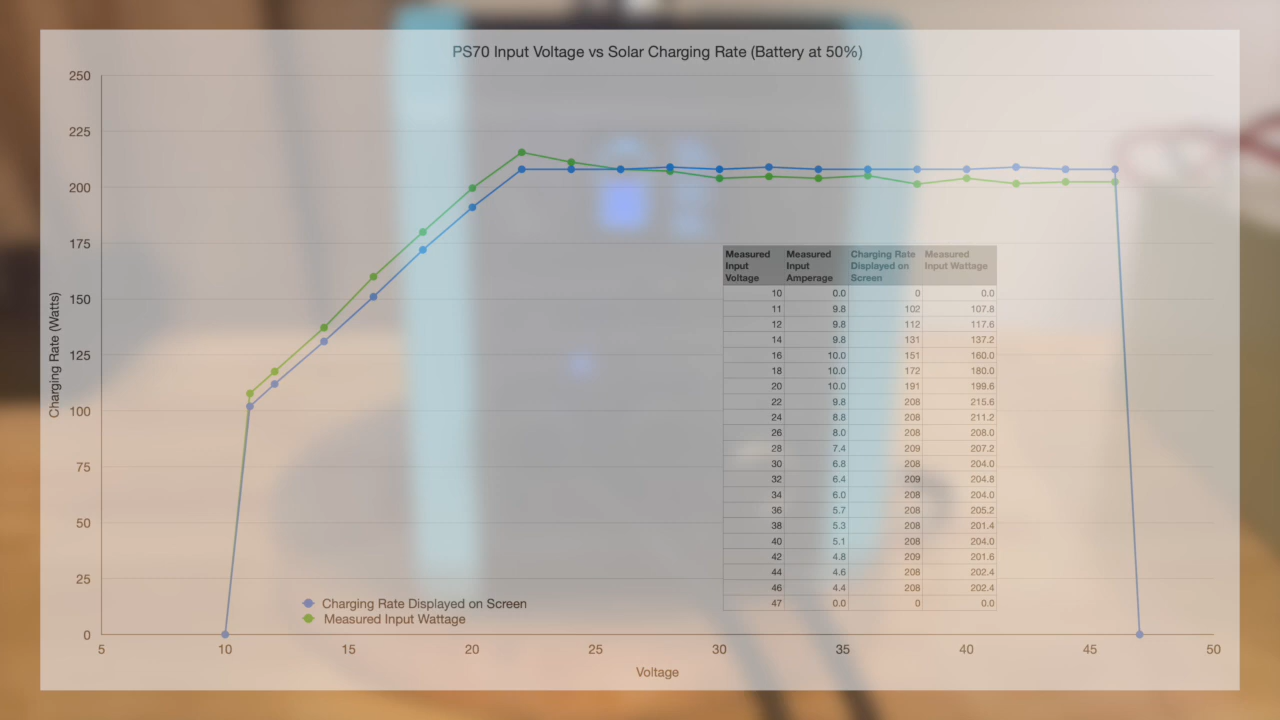 PS70 Input Voltage vs Solar Charging Rate (Battery at 50%)
250
225
200
175
150
125
100
75
50
25
0
Charging Rate (Watts)
Measured Input Voltage Measured Input Amperage Charging Rate Displayed on Screen Measured Input Wattage
10 0.0 0 0.0
11 9.8 102 107.8
12 9.8 112 117.6
14 9.8 131 137.2
16 10.0 151 160.0
18 10.0 172 180.0
20 10.0 191 199.6
22 9.8 208 215.6
24 8.8 208 211.2
26 8.0 208 208.0
28 7.4 209 207.2
30 6.8 208 204.0
32 6.4 209 204.8
34 6.0 208 204.0
36 5.7 208 205.2
38 5.3 208 201.4
40 5.1 208 204.0
42 4.8 209 201.6
44 4.6 208 202.4
46 4.4 208 202.4
47 0.0 0 0.0
Charging Rate Displayed on Screen
Measured Input Wattage
5 10 15 20 25 30 35 40 45 50
Voltage